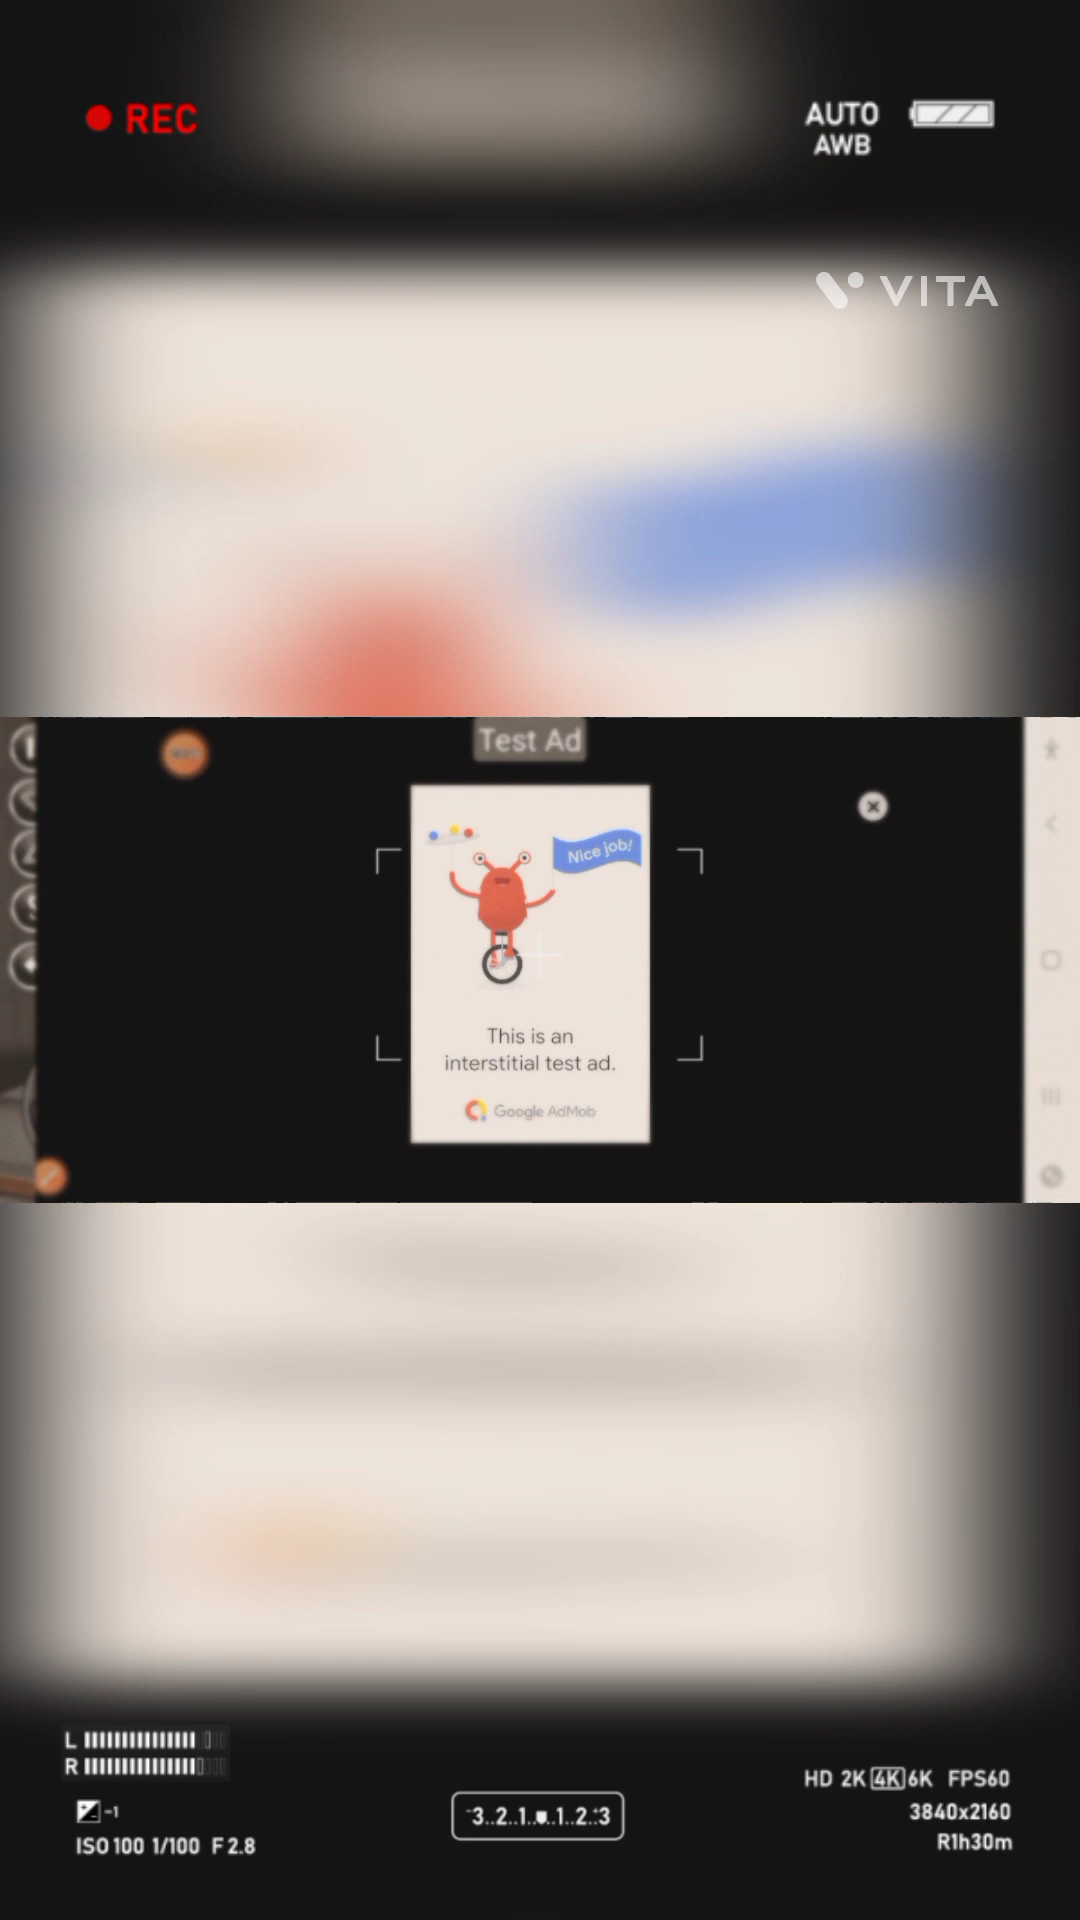 REC
AUTO
AWB
VITA
Test Ad
Nice job!
This is an
interstitial test ad.
Google AdMob
L
R
-1
ISO 100 1/100 F 2.8
-3..2..1..■..1..2..+3
HD 2K 4K 6K FPS60
3840x2160
R1h30m